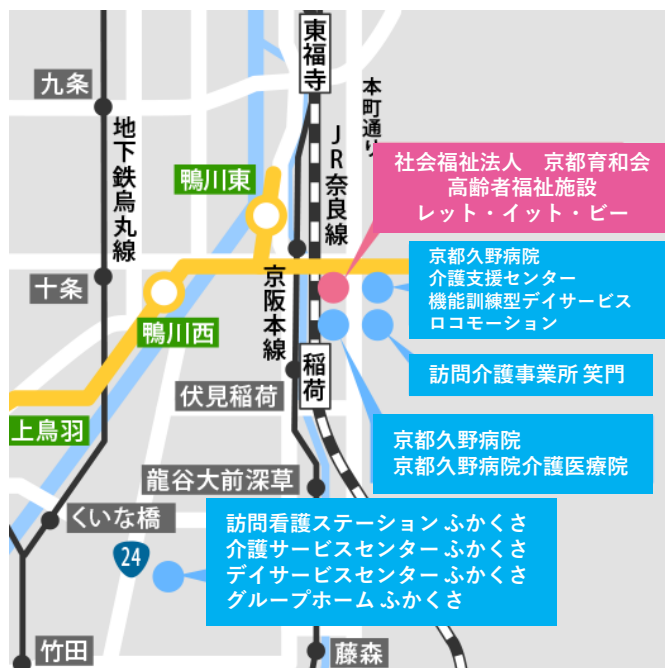 東福寺
本町通り
九条
地下鉄烏丸線
JR奈良線
鴨川東
社会福祉法人　京都育和会
高齢者福祉施設
レット・イット・ビー
京都久野病院
介護支援センター
機能訓練型デイサービス
ロコモーション
十条
京阪本線
鴨川西
稲荷
訪問介護事業所 笑門
伏見稲荷
上鳥羽
京都久野病院
京都久野病院介護医療院
龍谷大前深草
くいな橋
訪問看護ステーション ふかくさ
介護サービスセンター ふかくさ
デイサービスセンター ふかくさ
グループホーム ふかくさ
24
竹田
藤森